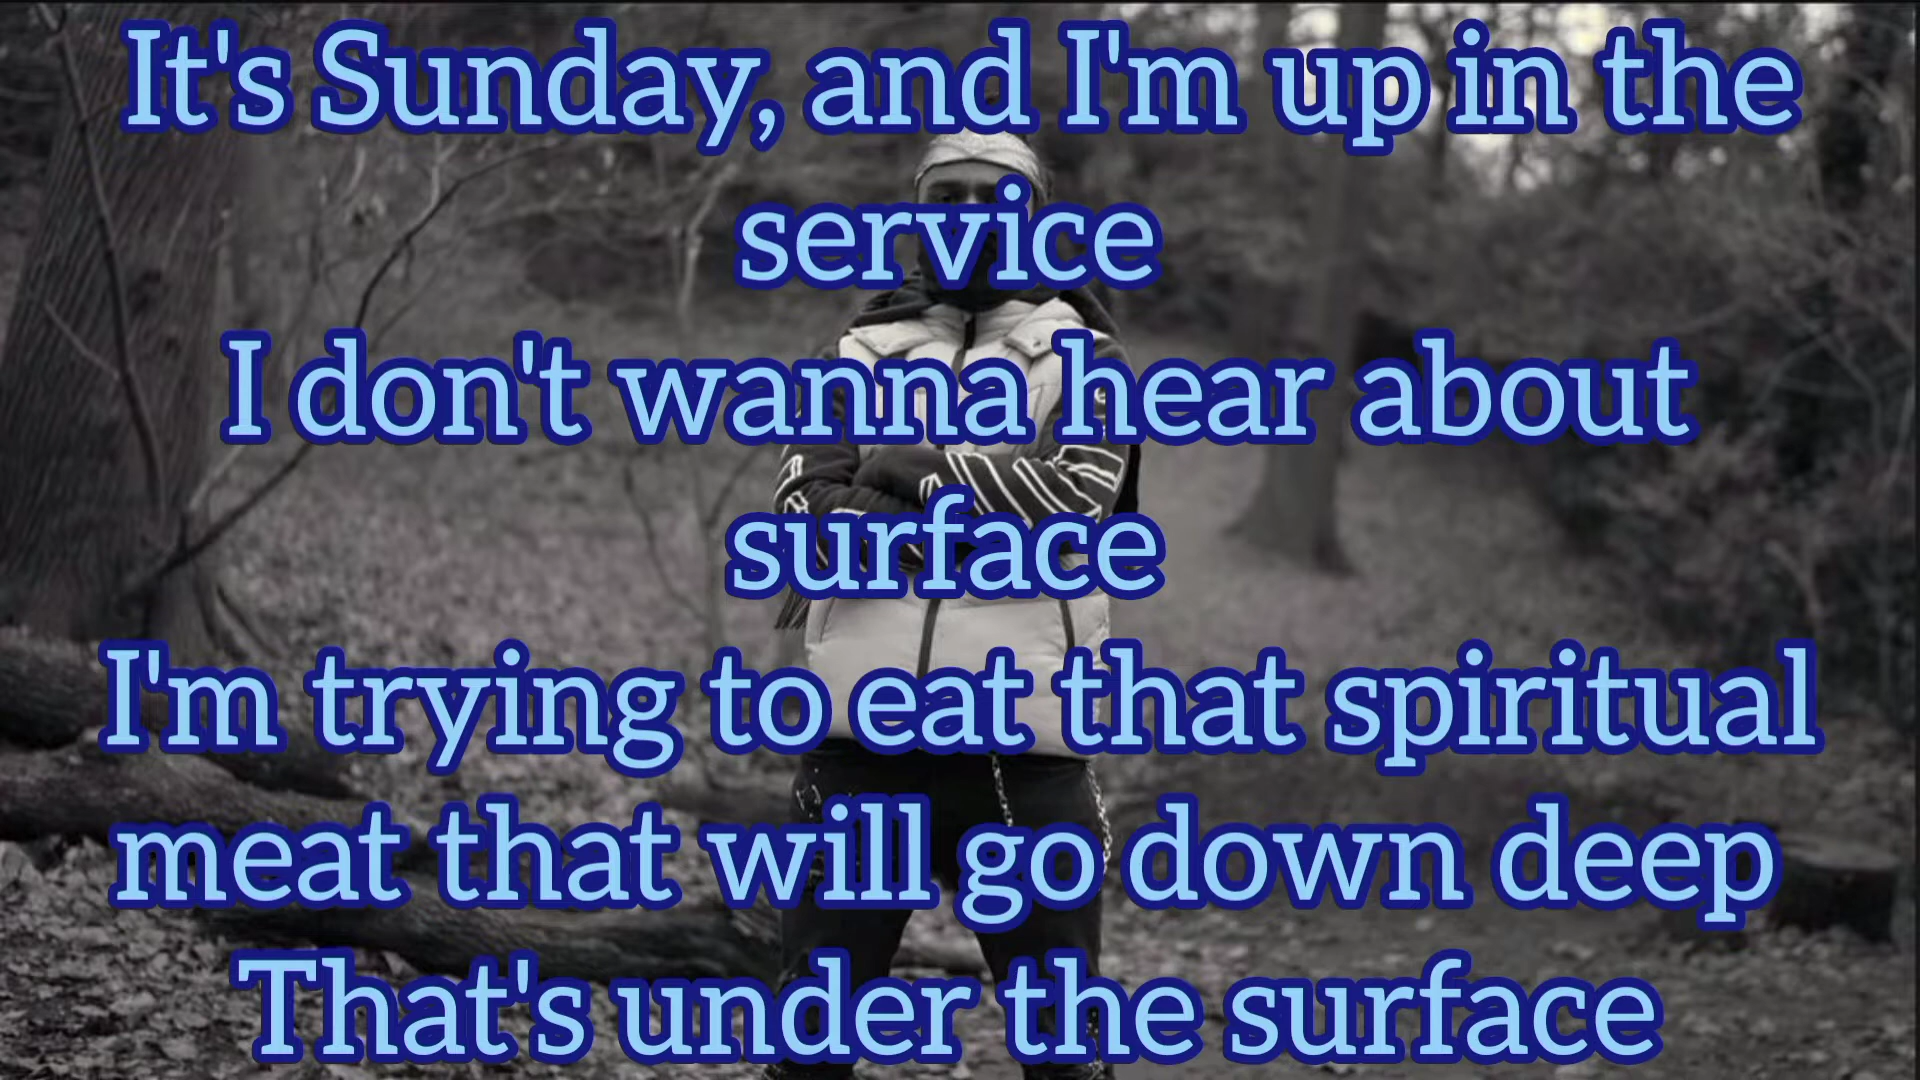 It's Sunday, and I'm up in the
service
I don't wanna hear about
surface
I'm trying to eat that spiritual
meat that will go down deep
That's under the surface